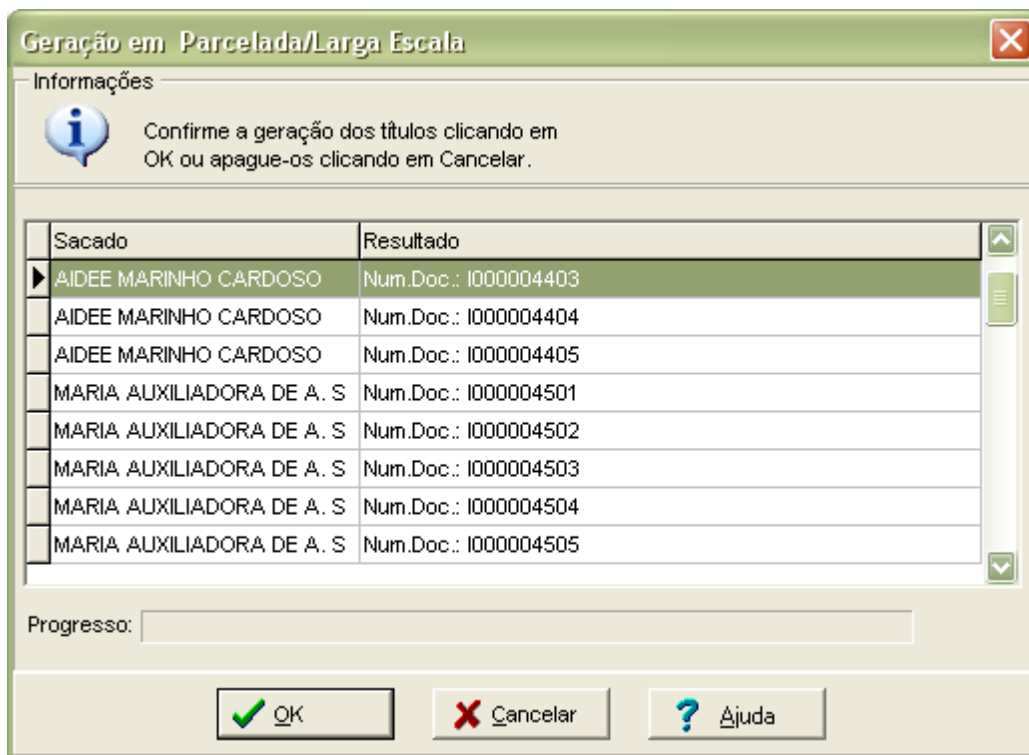 Geração em  Parcelada/Larga Escala
Informações
Confirme a geração dos títulos clicando em
OK ou apague-os clicando em Cancelar.
Sacado Resultado
AIDEE MARINHO CARDOSO Num.Doc.: I000004403
AIDEE MARINHO CARDOSO Num.Doc.: I000004404
AIDEE MARINHO CARDOSO Num.Doc.: I000004405
MARIA AUXILIADORA DE A. S Num.Doc.: I000004501
MARIA AUXILIADORA DE A. S Num.Doc.: I000004502
MARIA AUXILIADORA DE A. S Num.Doc.: I000004503
MARIA AUXILIADORA DE A. S Num.Doc.: I000004504
MARIA AUXILIADORA DE A. S Num.Doc.: I000004505
Progresso:
OK Cancelar Ajuda